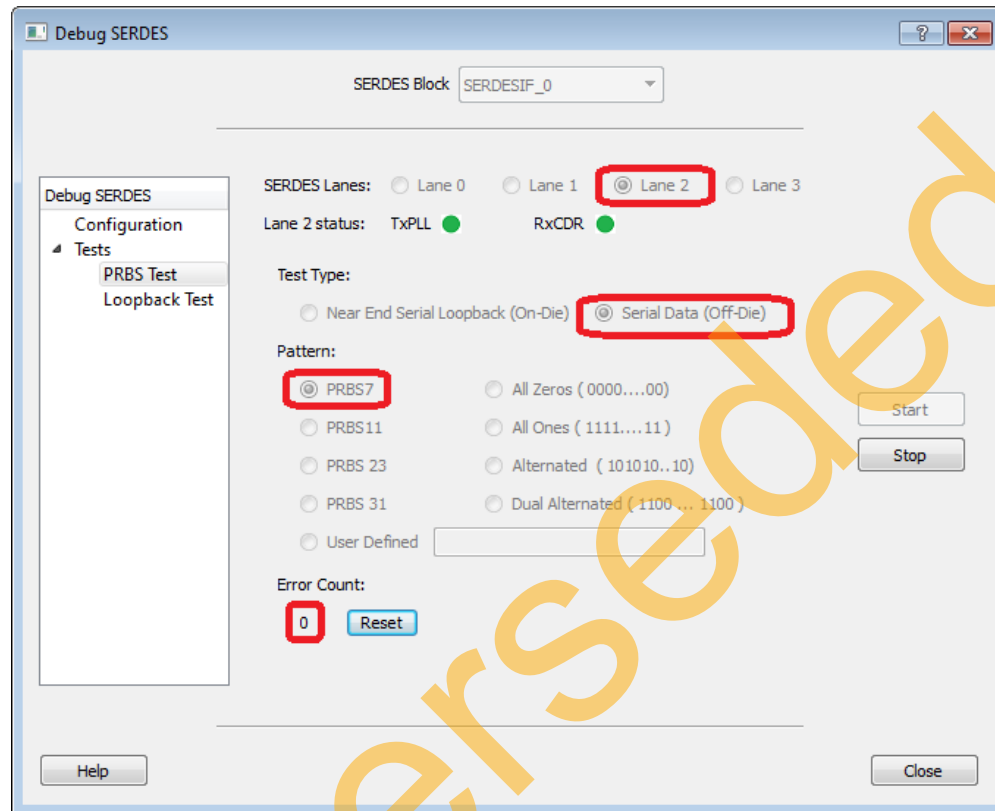 Debug SERDES
SERDES Block SERDESIF_0
Debug SERDES
Configuration
Tests
PRBS Test
Loopback Test
SERDES Lanes: Lane 0 Lane 1 Lane 2 Lane 3
Lane 2 status: TxPLL RxCDR
Test Type:
Near End Serial Loopback (On-Die) Serial Data (Off-Die)
Pattern:
PRBS7 All Zeros ( 0000....00)
PRBS11 All Ones ( 1111....11 )
PRBS 23 Alternated ( 101010..10)
PRBS 31 Dual Alternated ( 1100 ... 1100 )
User Defined
Start
Stop
Error Count:
0 Reset
Help Close
erseded